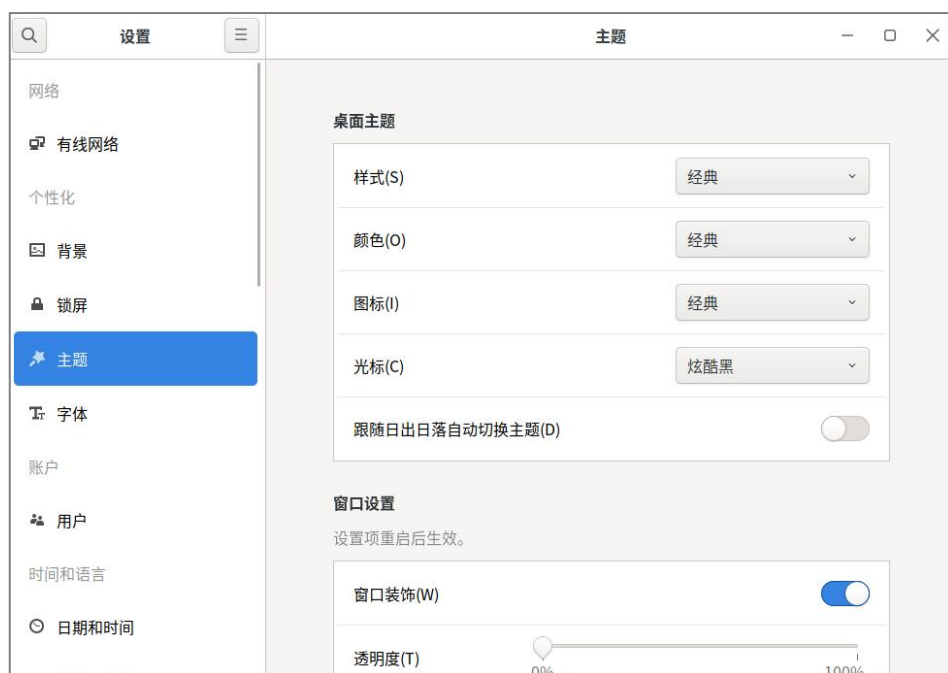 设置
主题
网络
有线网络
个性化
背景
锁屏
主题
字体
账户
用户
时间和语言
日期和时间
桌面主题
样式(S) 经典
颜色(O) 经典
图标(I) 经典
光标(C) 炫酷黑
跟随日出日落自动切换主题(D)
窗口设置
设置项重启后生效。
窗口装饰(W)
透明度(T)
0% 100%